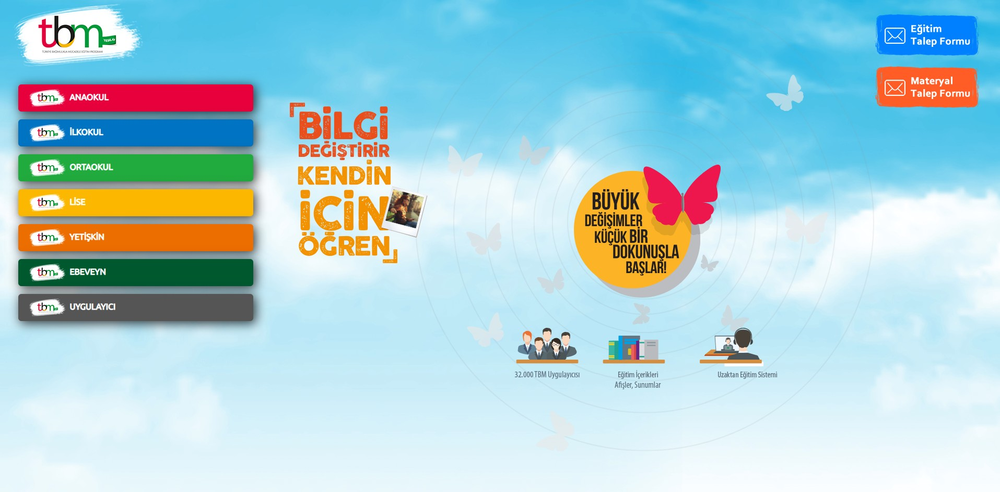 tbm
YEŞİLAY
TÜRKİYE BAĞIMLILIKLA MÜCADELE EĞİTİM PROGRAMI
Eğitim
Talep Formu
Materyal
Talep Formu
tbm ANAOKUL
tbm İLKOKUL
tbm ORTAOKUL
tbm LİSE
tbm YETİŞKİN
tbm EBEVEYN
tbm UYGULAYICI
BİLGİ
DEĞİŞTİRİR
KENDİN
İÇİN
ÖĞREN
BÜYÜK
DEĞİŞİMLER
KÜÇÜK BİR
DOKUNUŞLA
BAŞLAR!
32.000 TBM Uygulayıcısı
Eğitim İçerikleri
Afişler, Sunumlar
Uzaktan Eğitim Sistemi